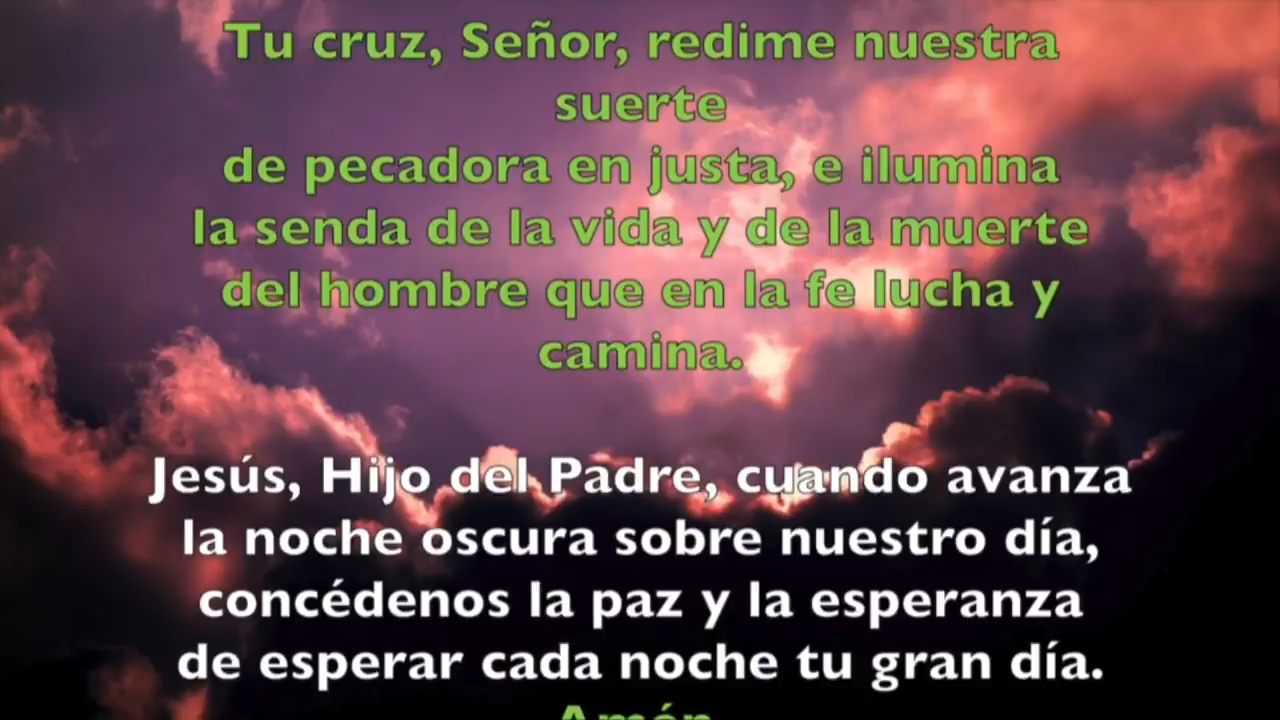 Tu cruz, Señor, redime nuestra
suerte
de pecadora en justa, e ilumina
la senda de la vida y de la muerte
del hombre que en la fe lucha y
camina.
Jesús, Hijo del Padre, cuando avanza
la noche oscura sobre nuestro día,
concédenos la paz y la esperanza
de esperar cada noche tu gran día.
Amén